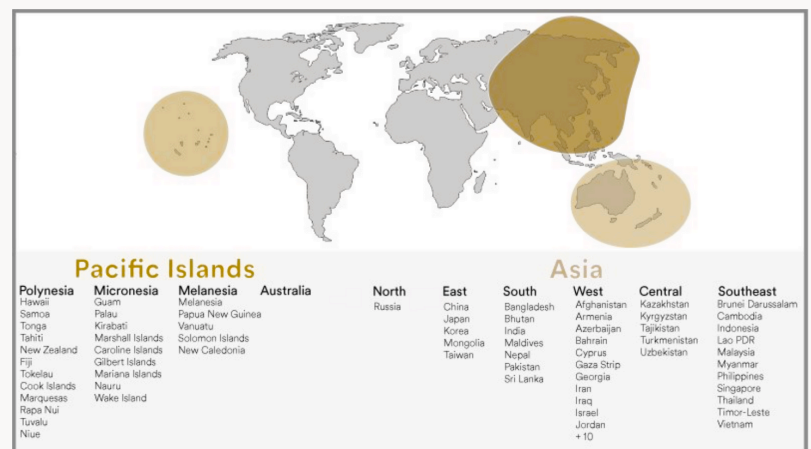 Pacific Islands
Polynesia
Hawaii
Samoa
Tonga
Tahiti
New Zealand
Fiji
Tokelau
Cook Islands
Marquesas
Rapa Nui
Tuvalu
Niue
Micronesia
Guam
Palau
Kirabati
Marshall Islands
Caroline Islands
Gilbert Islands
Mariana Islands
Nauru
Wake Island
Melanesia
Melanesia
Papua New Guinea
Vanuatu
Solomon Islands
New Caledonia
Australia
Asia
North
Russia
East
China
Japan
Korea
Mongolia
Taiwan
South
Bangladesh
Bhutan
India
Maldives
Nepal
Pakistan
Sri Lanka
West
Afghanistan
Armenia
Azerbaijan
Bahrain
Cyprus
Gaza Strip
Georgia
Iran
Iraq
Israel
Jordan
+ 10
Central
Kazakhstan
Kyrgyzstan
Tajikistan
Turkmenistan
Uzbekistan
Southeast
Brunei Darussalam
Cambodia
Indonesia
Lao PDR
Malaysia
Myanmar
Philippines
Singapore
Thailand
Timor-Leste
Vietnam